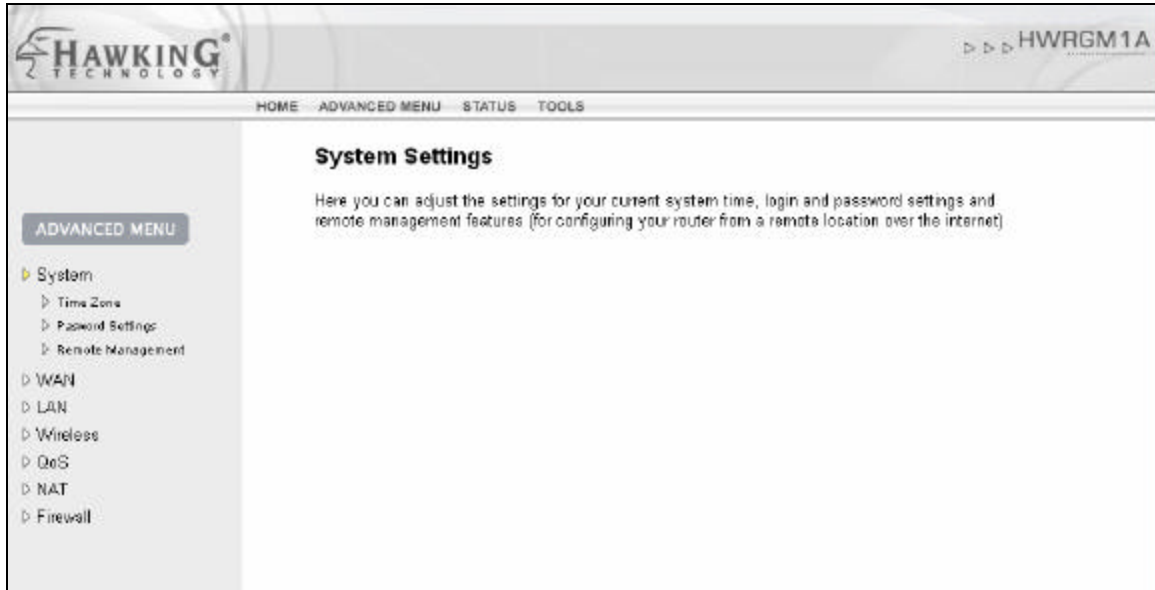 HAWKING®
TECHNOLOGY
HWRGM1A
HOME ADVANCED MENU STATUS TOOLS
System Settings
Here you can adjust the settings for your current system time, login and password settings and
remote management features (for configuring your router from a remote location over the internet)
ADVANCED MENU
System
Time Zone
Pasword Settings
Remote Management
WAN
LAN
Wireless
QoS
NAT
Firewall